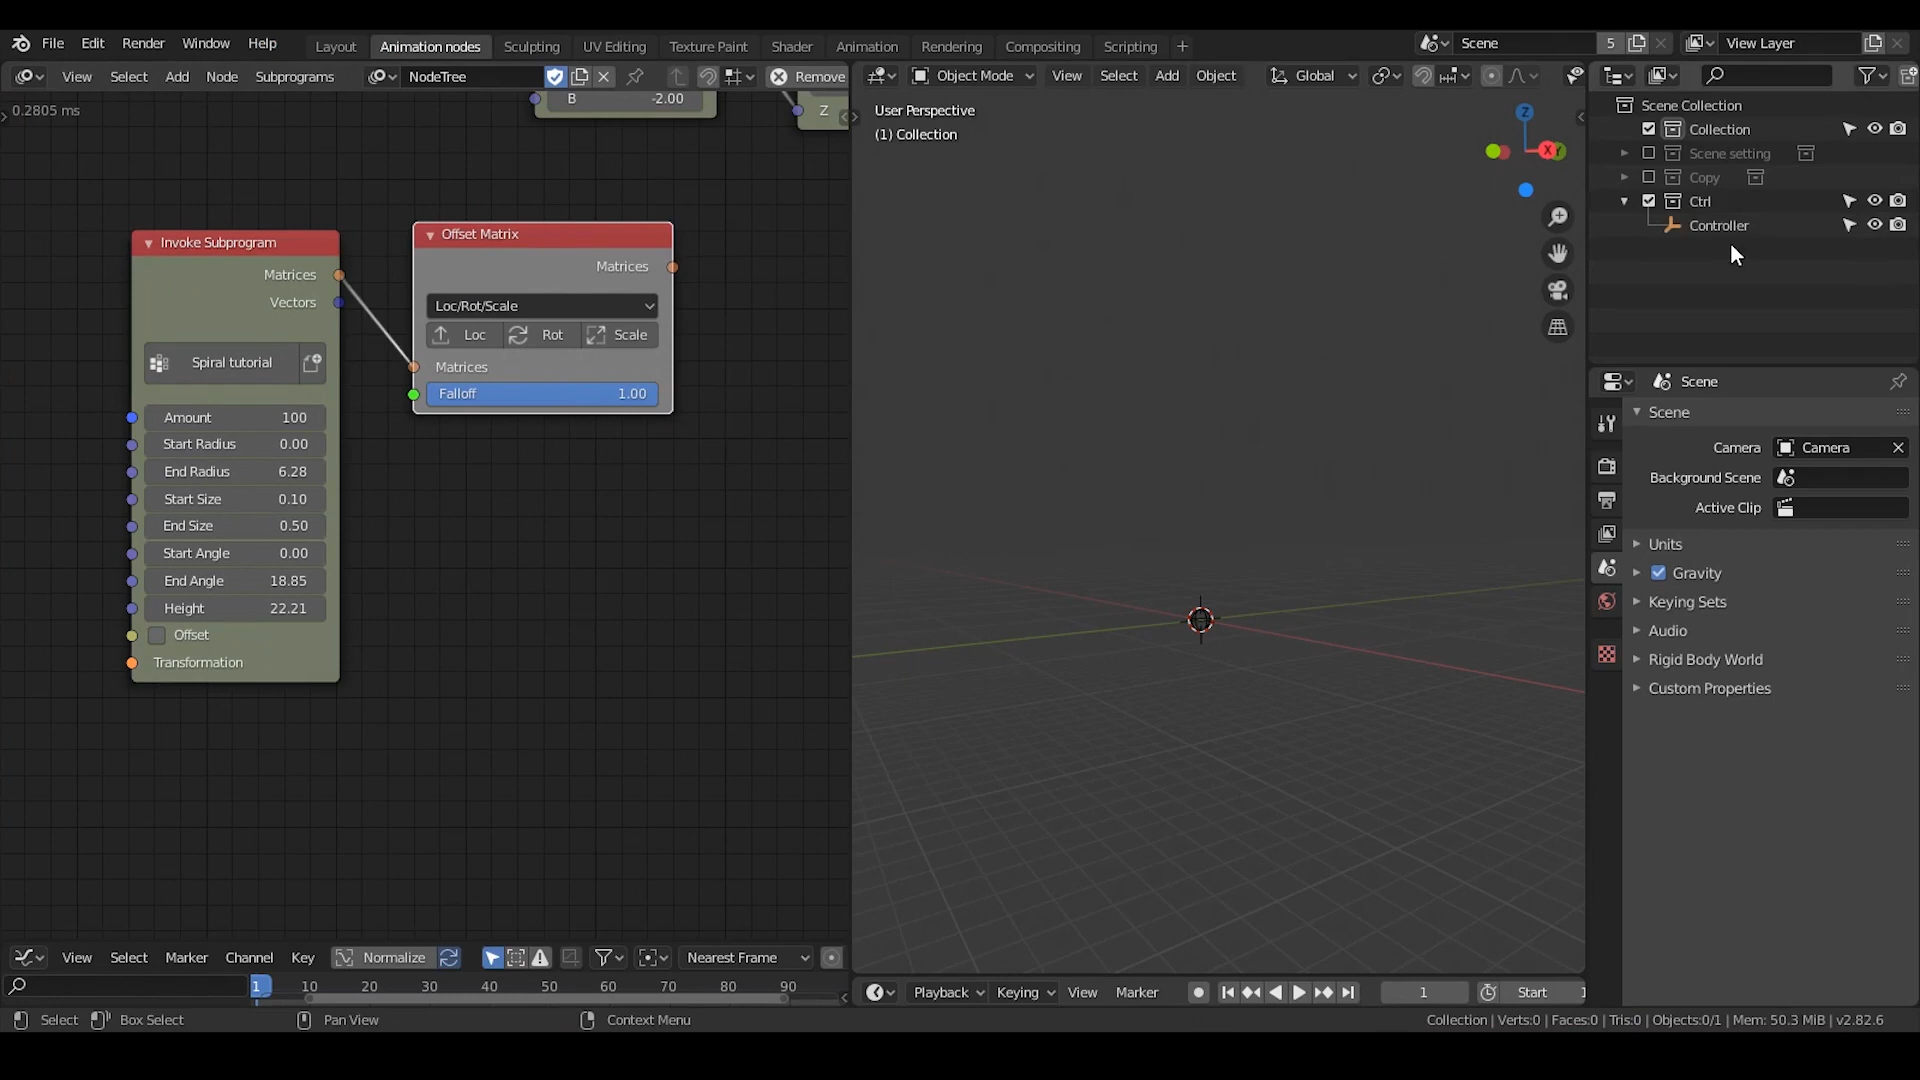 File Edit Render Window Help Layout Animation nodes Sculpting UV Editing Texture Paint Shader Animation Rendering Compositing Scripting + Scene 5 View Layer
View Select Add Node Subprograms NodeTree Remove Object Mode View Select Add Object Global
0.2805 ms
B -2.00
Z
User Perspective
(1) Collection
Z
X Y
Scene Collection
Collection
Scene setting
Copy
Ctrl
Controller
Invoke Subprogram
Matrices
Vectors
Spiral tutorial
Amount 100
Start Radius 0.00
End Radius 6.28
Start Size 0.10
End Size 0.50
Start Angle 0.00
End Angle 18.85
Height 22.21
Offset
Transformation
Offset Matrix
Matrices
Loc/Rot/Scale
Loc Rot Scale
Matrices
Falloff 1.00
Scene
Scene
Camera Camera
Background Scene
Active Clip
Units
Gravity
Keying Sets
Audio
Rigid Body World
Custom Properties
View Select Marker Channel Key Normalize Nearest Frame
1 10 20 30 40 50 60 70 80 90
Playback Keying View Marker 1 Start 1
Select Box Select Pan View Context Menu Collection | Verts:0 | Faces:0 | Tris:0 | Objects:0/1 | Mem: 50.3 MiB | v2.82.6